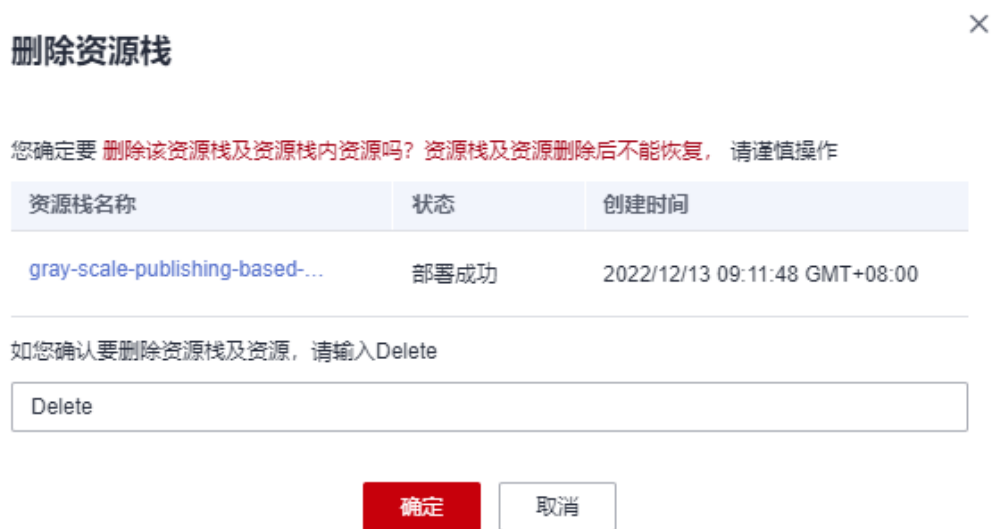 删除资源栈
您确定要 删除该资源栈及资源栈内资源吗？资源栈及资源删除后不能恢复， 请谨慎操作
资源栈名称 状态 创建时间
gray-scale-publishing-based-... 部署成功 2022/12/13 09:11:48 GMT+08:00
如您确认要删除资源栈及资源，请输入Delete
Delete
确定 取消